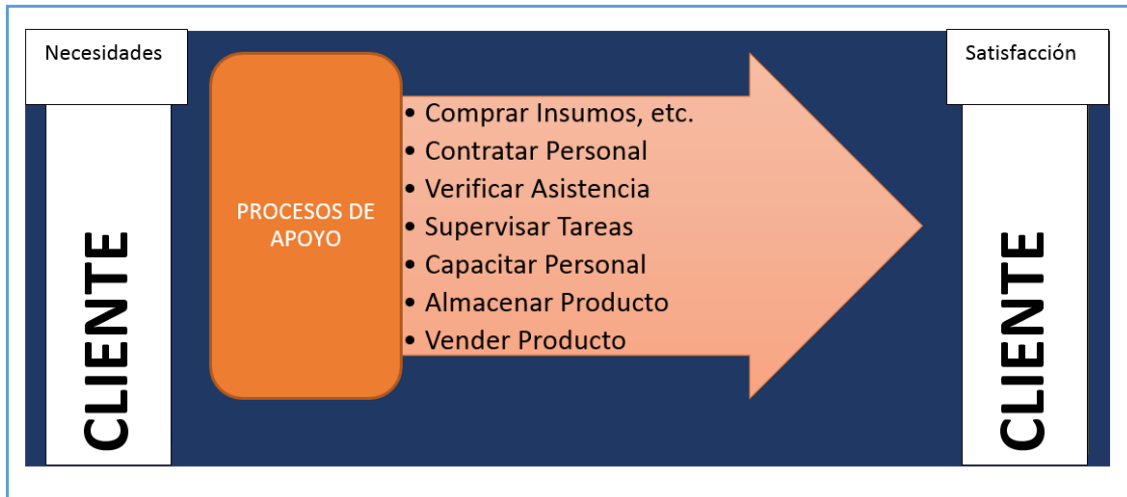 Necesidades
CLIENTE
PROCESOS DE
APOYO
• Comprar Insumos, etc.
• Contratar Personal
• Verificar Asistencia
• Supervisar Tareas
• Capacitar Personal
• Almacenar Producto
• Vender Producto
Satisfacción
CLIENTE